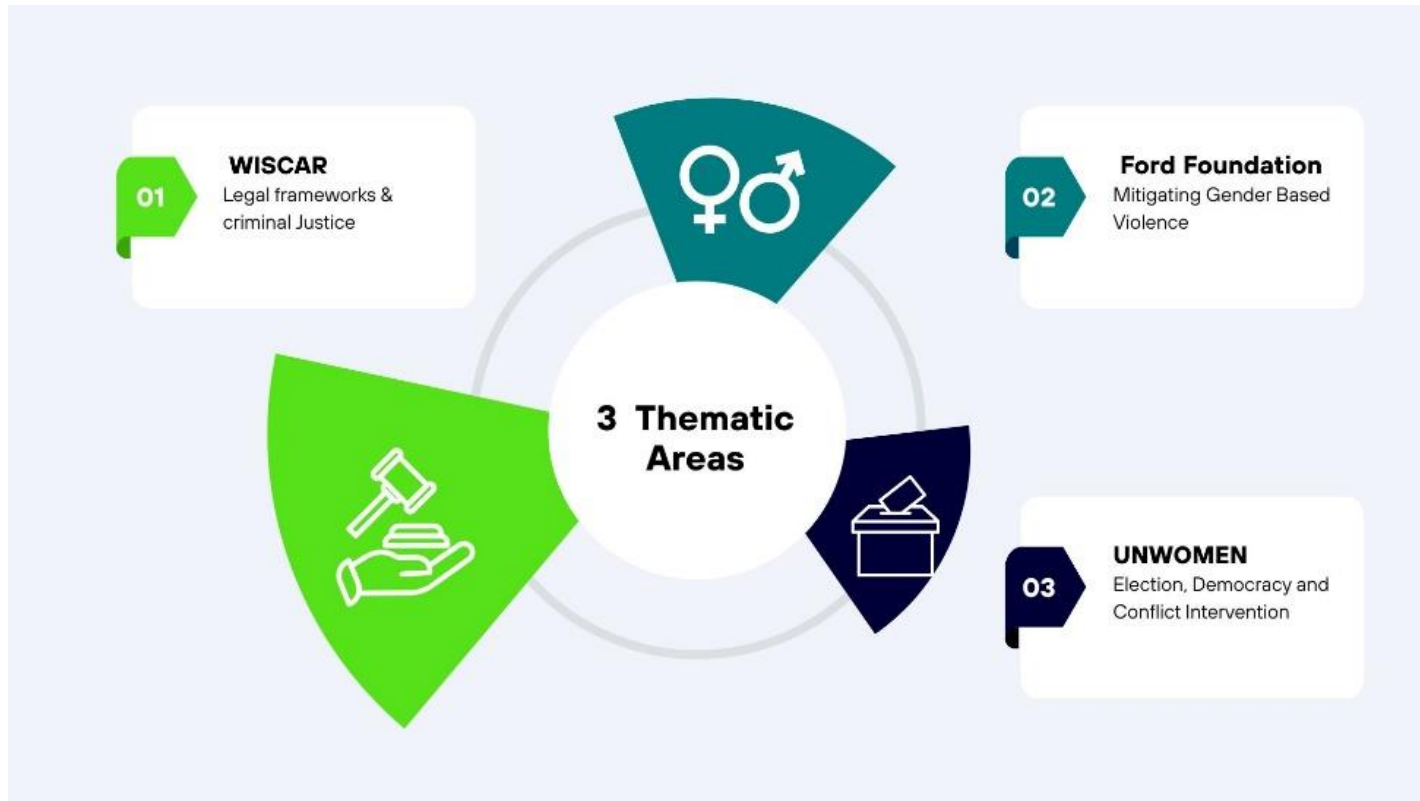 01
WISCAR
Legal frameworks &
criminal Justice
02
Ford Foundation
Mitigating Gender Based
Violence
3 Thematic
Areas
03
UNWOMEN
Election, Democracy and
Conflict Intervention